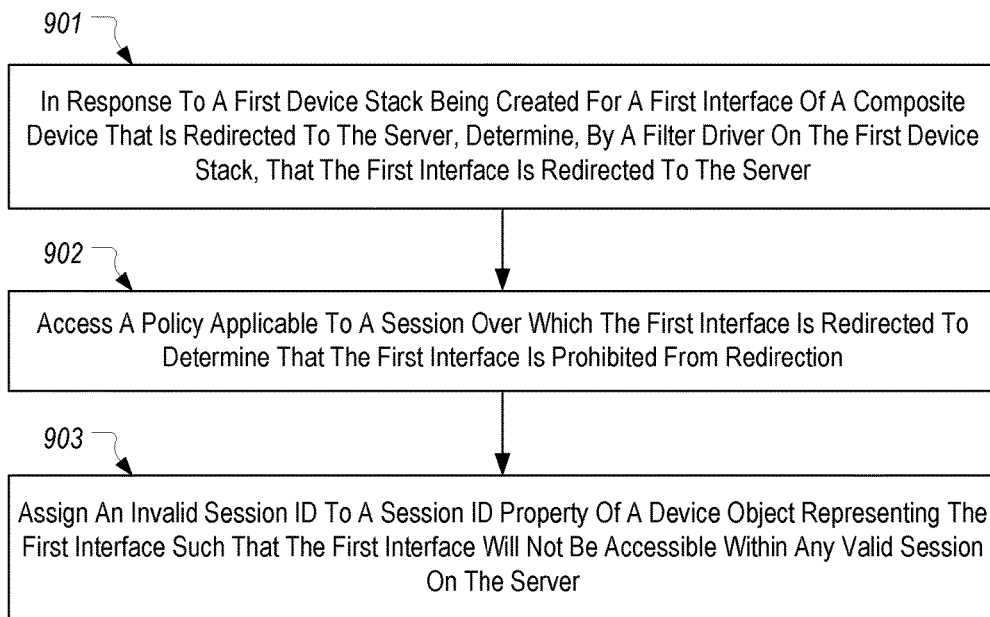 901
In Response To A First Device Stack Being Created For A First Interface Of A Composite
Device That Is Redirected To The Server, Determine, By A Filter Driver On The First Device
Stack, That The First Interface Is Redirected To The Server
902
Access A Policy Applicable To A Session Over Which The First Interface Is Redirected To
Determine That The First Interface Is Prohibited From Redirection
903
Assign An Invalid Session ID To A Session ID Property Of A Device Object Representing The
First Interface Such That The First Interface Will Not Be Accessible Within Any Valid Session
On The Server